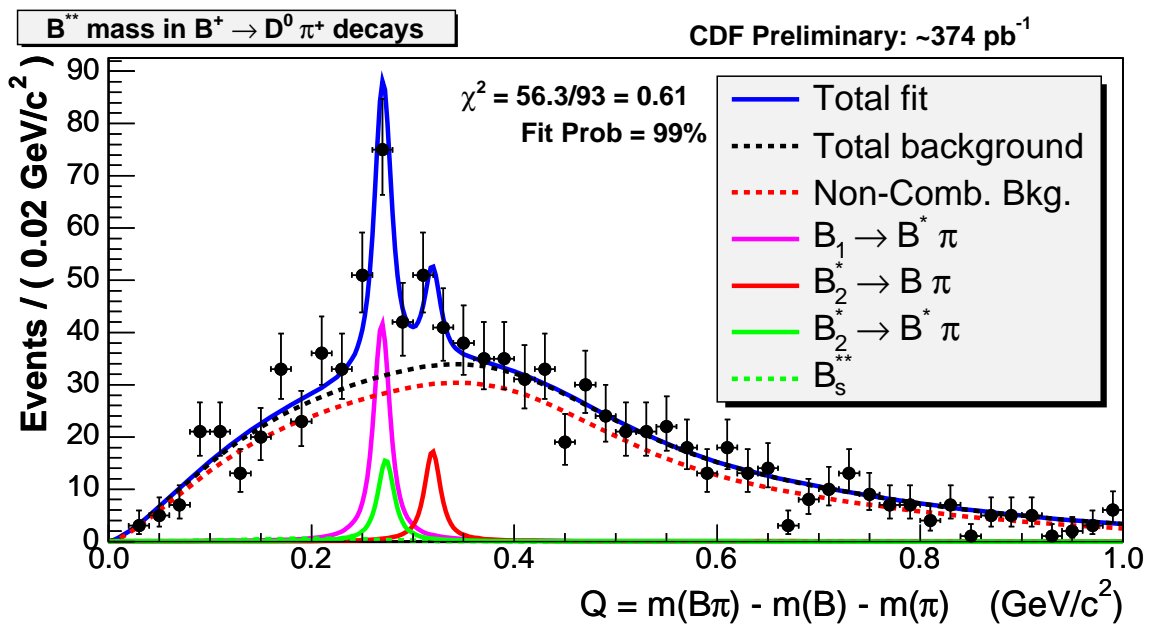 B** mass in B⁺ → D⁰ π⁺ decays
CDF Preliminary: ~374 pb⁻¹
Events / ( 0.02 GeV/c² )
90
80
70
60
50
40
30
20
10
0
χ² = 56.3/93 = 0.61
Fit Prob = 99%
Total fit
Total background
Non-Comb. Bkg.
B₁ → B* π
B₂* → B π
B₂* → B* π
Bₛ**
0.0 0.2 0.4 0.6 0.8 1.0
Q = m(Bπ) - m(B) - m(π) (GeV/c²)